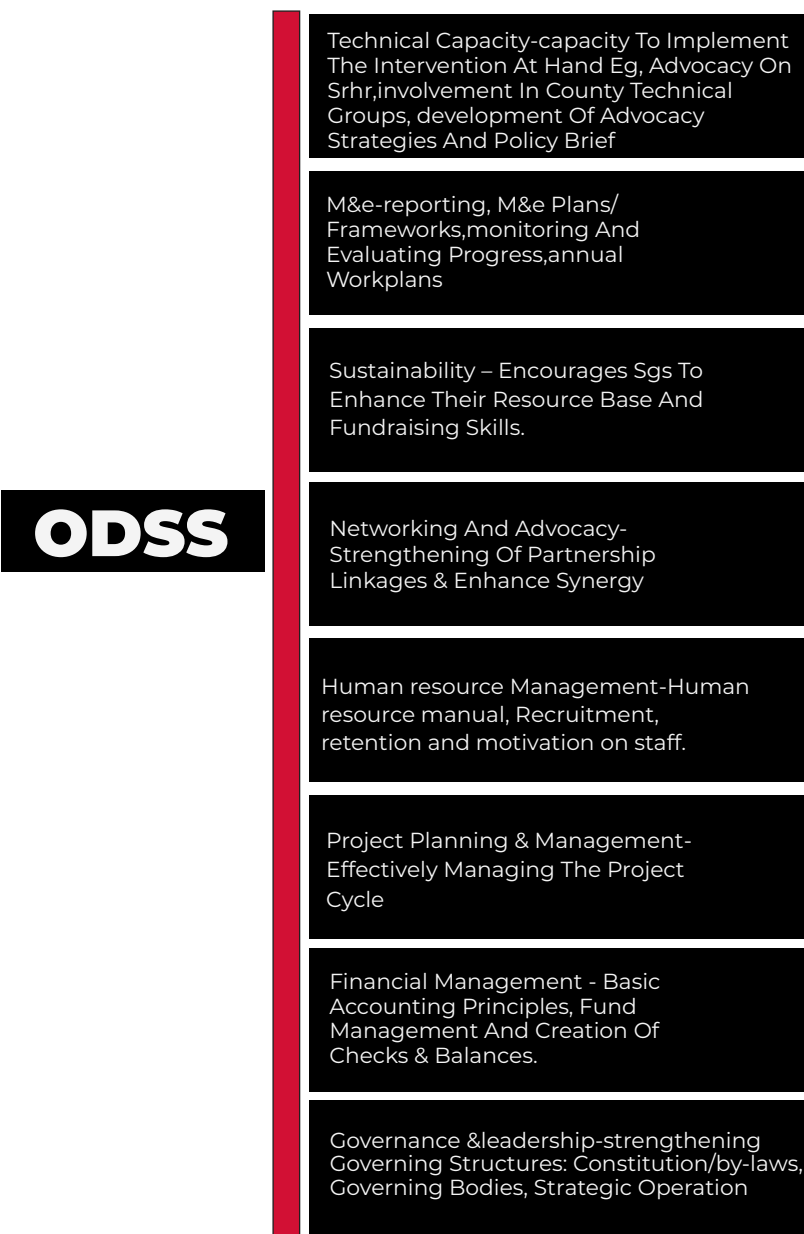 Technical Capacity-capacity To Implement
The Intervention At Hand Eg, Advocacy On
Srhr,involvement In County Technical
Groups, development Of Advocacy
Strategies And Policy Brief
M&e-reporting, M&e Plans/
Frameworks,monitoring And
Evaluating Progress,annual
Workplans
Sustainability – Encourages Sgs To
Enhance Their Resource Base And
Fundraising Skills.
ODSS
Networking And Advocacy-
Strengthening Of Partnership
Linkages & Enhance Synergy
Human resource Management-Human
resource manual, Recruitment,
retention and motivation on staff.
Project Planning & Management-
Effectively Managing The Project
Cycle
Financial Management - Basic
Accounting Principles, Fund
Management And Creation Of
Checks & Balances.
Governance &leadership-strengthening
Governing Structures: Constitution/by-laws,
Governing Bodies, Strategic Operation